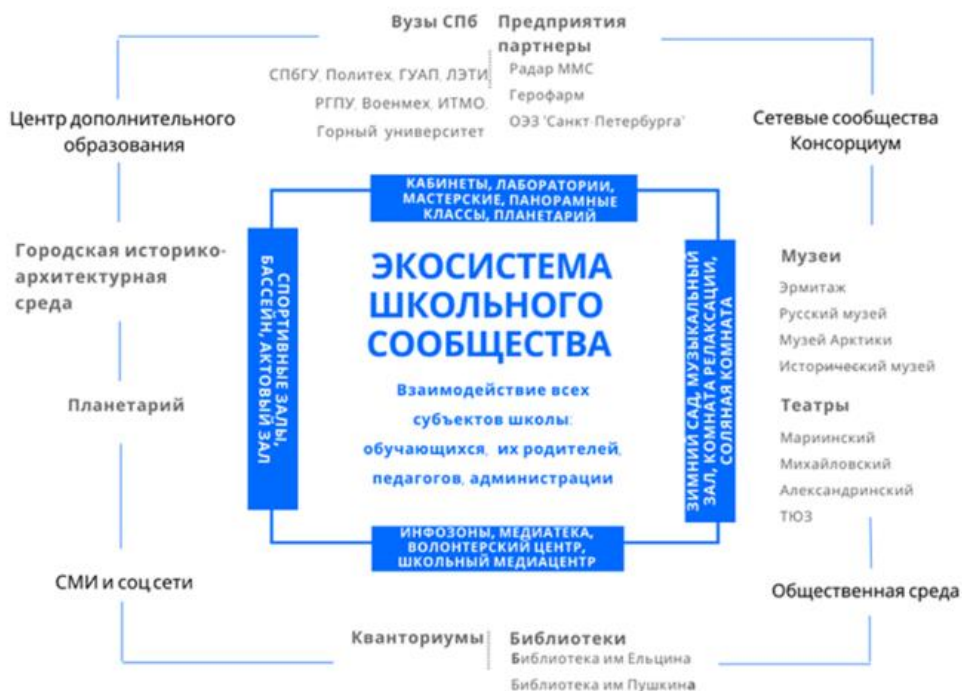 Вузы СПб
СПбГУ, Политех, ГУАП, ЛЭТИ
РГПУ, Военмех, ИТМО,
Горный университет
Предприятия
партнеры
Радар ММС
Герофарм
ОЭЗ 'Санкт-Петербурга'
Центр дополнительного
образования
Сетевые сообщества
Консорциум
КАБИНЕТЫ, ЛАБОРАТОРИИ,
МАСТЕРСКИЕ, ПАНОРАМНЫЕ
КЛАССЫ, ПЛАНЕТАРИЙ
Городская историко-
архитектурная
среда
Планетарий
СПОРТИВНЫЕ ЗАЛЫ,
БАССЕЙН, АКТОВЫЙ ЗАЛ
ЭКОСИСТЕМА
ШКОЛЬНОГО
СООБЩЕСТВА
Взаимодействие всех
субъектов школы:
обучающихся, их родителей,
педагогов, администрации
ЗИМНИЙ САД, МУЗЫКАЛЬНЫЙ
ЗАЛ, КОМНАТА РЕЛАКСАЦИИ,
СОЛЯНАЯ КОМНАТА
Музеи
Эрмитаж
Русский музей
Музей Арктики
Исторический музей
Театры
Мариинский
Михайловский
Александринский
ТЮЗ
ИНФОЗОНЫ, МЕДИАТЕКА,
ВОЛОНТЕРСКИЙ ЦЕНТР,
ШКОЛЬНЫЙ МЕДИАЦЕНТР
СМИ и соц сети
Общественная среда
Кванториумы
Библиотеки
Библиотека им Ельцина
Библиотека им Пушкина